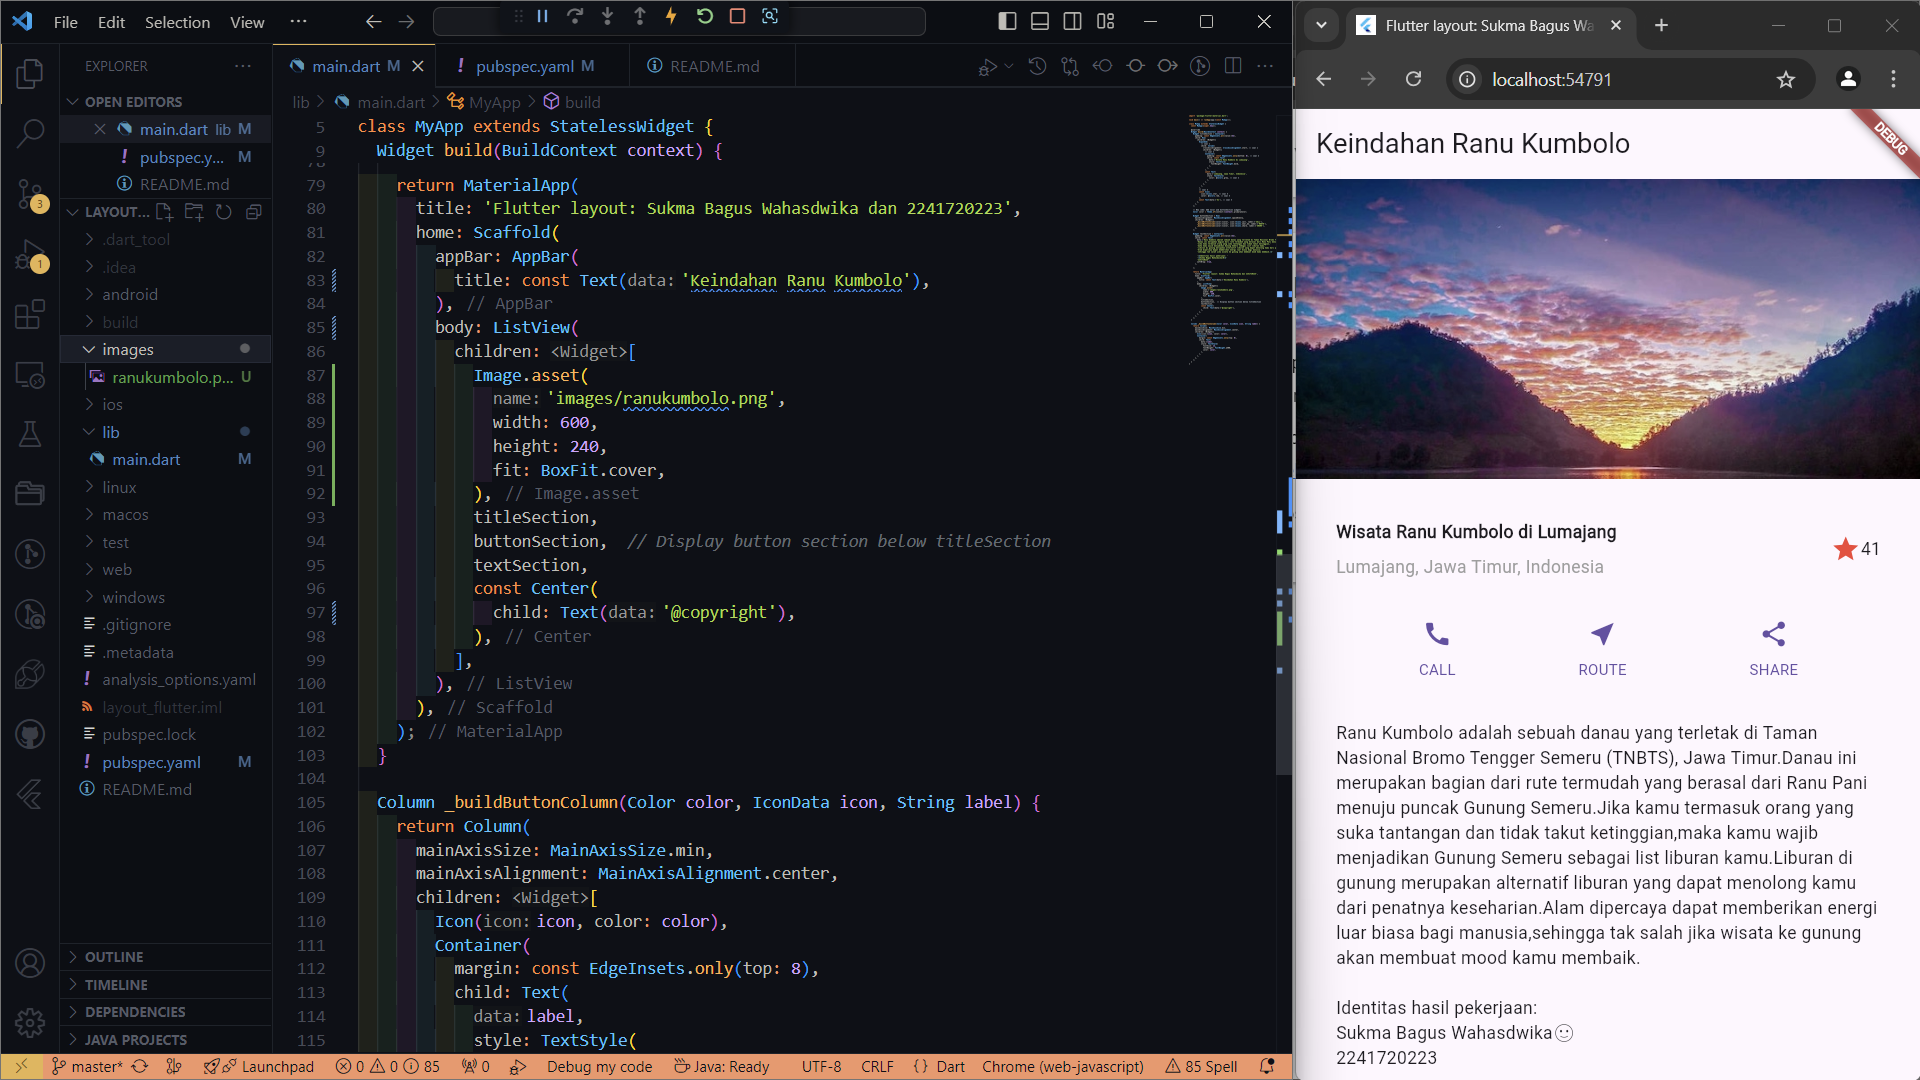 File Edit Selection View ···
EXPLORER
OPEN EDITORS
main.dart lib M
pubspec.y... M
README.md
LAYOUT...
.dart_tool
.idea
android
build
images
ranukumbolo.p... U
ios
lib
main.dart M
linux
macos
test
web
windows
.gitignore
.metadata
analysis_options.yaml
layout_flutter.iml
pubspec.lock
pubspec.yaml M
README.md
OUTLINE
TIMELINE
DEPENDENCIES
JAVA PROJECTS
3
1
main.dart M
pubspec.yaml M
README.md
lib > main.dart > MyApp > build
5 class MyApp extends StatelessWidget {
9 Widget build(BuildContext context) {
79 return MaterialApp(
80 title: 'Flutter layout: Sukma Bagus Wahasdwika dan 2241720223',
81 home: Scaffold(
82 appBar: AppBar(
83 title: const Text(data: 'Keindahan Ranu Kumbolo'),
84 ), // AppBar
85 body: ListView(
86 children: <Widget>[
87 Image.asset(
88 name: 'images/ranukumbolo.png',
89 width: 600,
90 height: 240,
91 fit: BoxFit.cover,
92 ), // Image.asset
93 titleSection,
94 buttonSection, // Display button section below titleSection
95 textSection,
96 const Center(
97 child: Text(data: '@copyright'),
98 ), // Center
99 ],
100 ), // ListView
101 ), // Scaffold
102 ); // MaterialApp
103 }
104
105 Column _buildButtonColumn(Color color, IconData icon, String label) {
106 return Column(
107 mainAxisSize: MainAxisSize.min,
108 mainAxisAlignment: MainAxisAlignment.center,
109 children: <Widget>[
110 Icon(icon: icon, color: color),
111 Container(
112 margin: const EdgeInsets.only(top: 8),
113 child: Text(
114 data: label,
115 style: TextStyle(
master* Launchpad 0 0 85 0 Debug my code Java: Ready UTF-8 CRLF {} Dart Chrome (web-javascript) 85 Spell
Flutter layout: Sukma Bagus Wa
localhost:54791
DEBUG
Keindahan Ranu Kumbolo
Wisata Ranu Kumbolo di Lumajang
Lumajang, Jawa Timur, Indonesia
41
CALL ROUTE SHARE
Ranu Kumbolo adalah sebuah danau yang terletak di Taman
Nasional Bromo Tengger Semeru (TNBTS), Jawa Timur.Danau ini
merupakan bagian dari rute termudah yang berasal dari Ranu Pani
menuju puncak Gunung Semeru.Jika kamu termasuk orang yang
suka tantangan dan tidak takut ketinggian,maka kamu wajib
menjadikan Gunung Semeru sebagai list liburan kamu.Liburan di
gunung merupakan alternatif liburan yang dapat menolong kamu
dari penatnya keseharian.Alam dipercaya dapat memberikan energi
luar biasa bagi manusia,sehingga tak salah jika wisata ke gunung
akan membuat mood kamu membaik.
Identitas hasil pekerjaan:
Sukma Bagus Wahasdwika🙂
2241720223